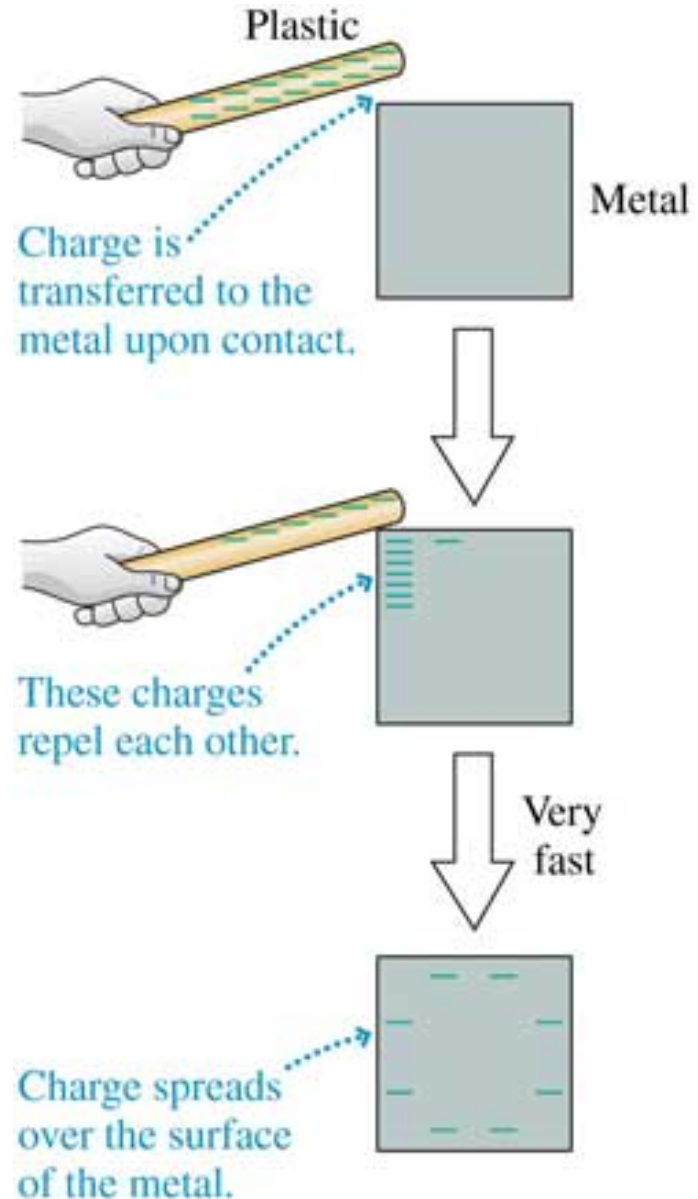 Plastic
Metal
Charge is
transferred to the
metal upon contact.
These charges
repel each other.
Very
fast
Charge spreads
over the surface
of the metal.